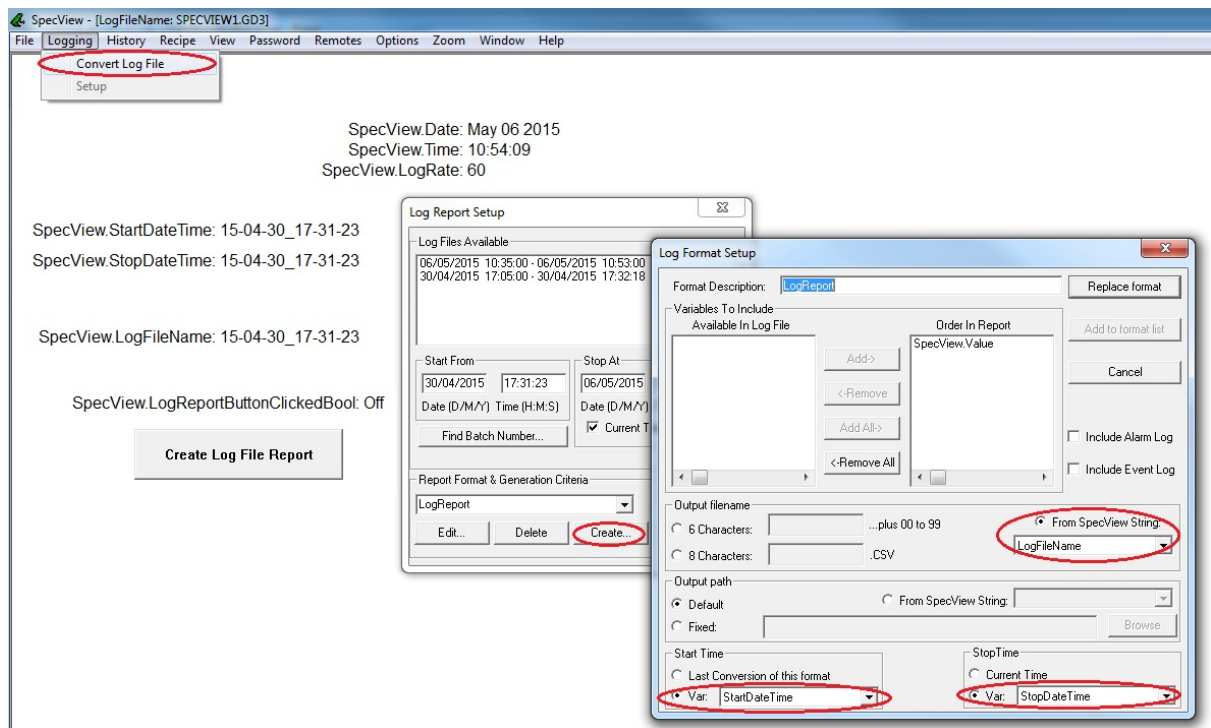 SpecView - [LogFileName: SPECVIEW1.GD3]
File Logging History Recipe View Password Remotes Options Zoom Window Help
Convert Log File
Setup
SpecView.Date: May 06 2015
SpecView.Time: 10:54:09
SpecView.LogRate: 60
SpecView.StartDateTime: 15-04-30_17-31-23
SpecView.StopDateTime: 15-04-30_17-31-23
SpecView.LogFileName: 15-04-30_17-31-23
SpecView.LogReportButtonClickedBool: Off
Create Log File Report
Log Report Setup
Log Files Available
06/05/2015 10:35:00 - 06/05/2015 10:53:00
30/04/2015 17:05:00 - 30/04/2015 17:32:18
Start From
Stop At
30/04/2015 17:31:23
06/05/2015
Date (D/M/Y) Time (H:M:S)
Date (D/M/Y)
Find Batch Number...
Current T
Report Format & Generation Criteria
LogReport
Edit... Delete Create...
Log Format Setup
Format Description: LogReport
Replace format
Variables To Include
Available In Log File
Order In Report
Add to format list
SpecView.Value
Add->
Cancel
<-Remove
Add All->
Include Alarm Log
<-Remove All
Include Event Log
Output filename
6 Characters: ...plus 00 to 99
From SpecView String:
LogFileName
8 Characters: .CSV
Output path
Default
From SpecView String:
Fixed:
Browse
Start Time
StopTime
Last Conversion of this format
Current Time
Var: StartDateTime
Var: StopDateTime